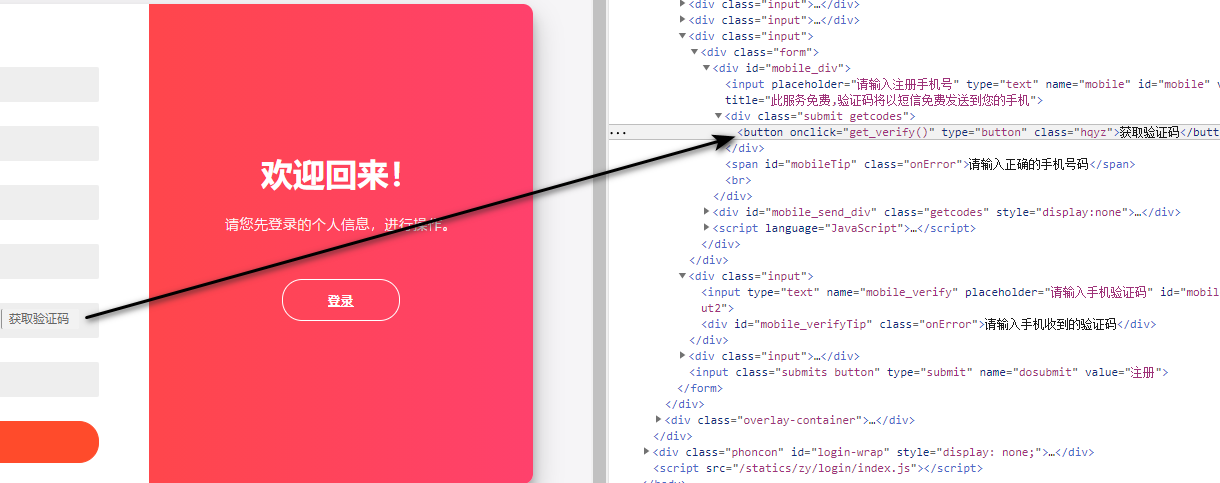 欢迎回来！
请您先登录的个人信息，进行操作。
登录
获取验证码
<div class="input">…</div>
<div class="input">…</div>
<div class="input">
<div class="form">
<div id="mobile_div">
<input placeholder="请输入注册手机号" type="text" name="mobile" id="mobile" v
title="此服务免费,验证码将以短信免费发送到您的手机">
<div class="submit getcodes">
...
<button onclick="get_verify()" type="button" class="hqyz">获取验证码</butt
</div>
<span id="mobileTip" class="onError">请输入正确的手机号码</span>
<br>
</div>
<div id="mobile_send_div" class="getcodes" style="display:none">…</div>
<script language="JavaScript">…</script>
</div>
</div>
<div class="input">
<input type="text" name="mobile_verify" placeholder="请输入手机验证码" id="mobil
ut2">
<div id="mobile_verifyTip" class="onError">请输入手机收到的验证码</div>
</div>
<div class="input">…</div>
<input class="submits button" type="submit" name="dosubmit" value="注册">
</form>
</div>
<div class="overlay-container">…</div>
</div>
<div class="phoncon" id="login-wrap" style="display: none;">…</div>
<script src="/statics/zy/login/index.js"></script>
</body>